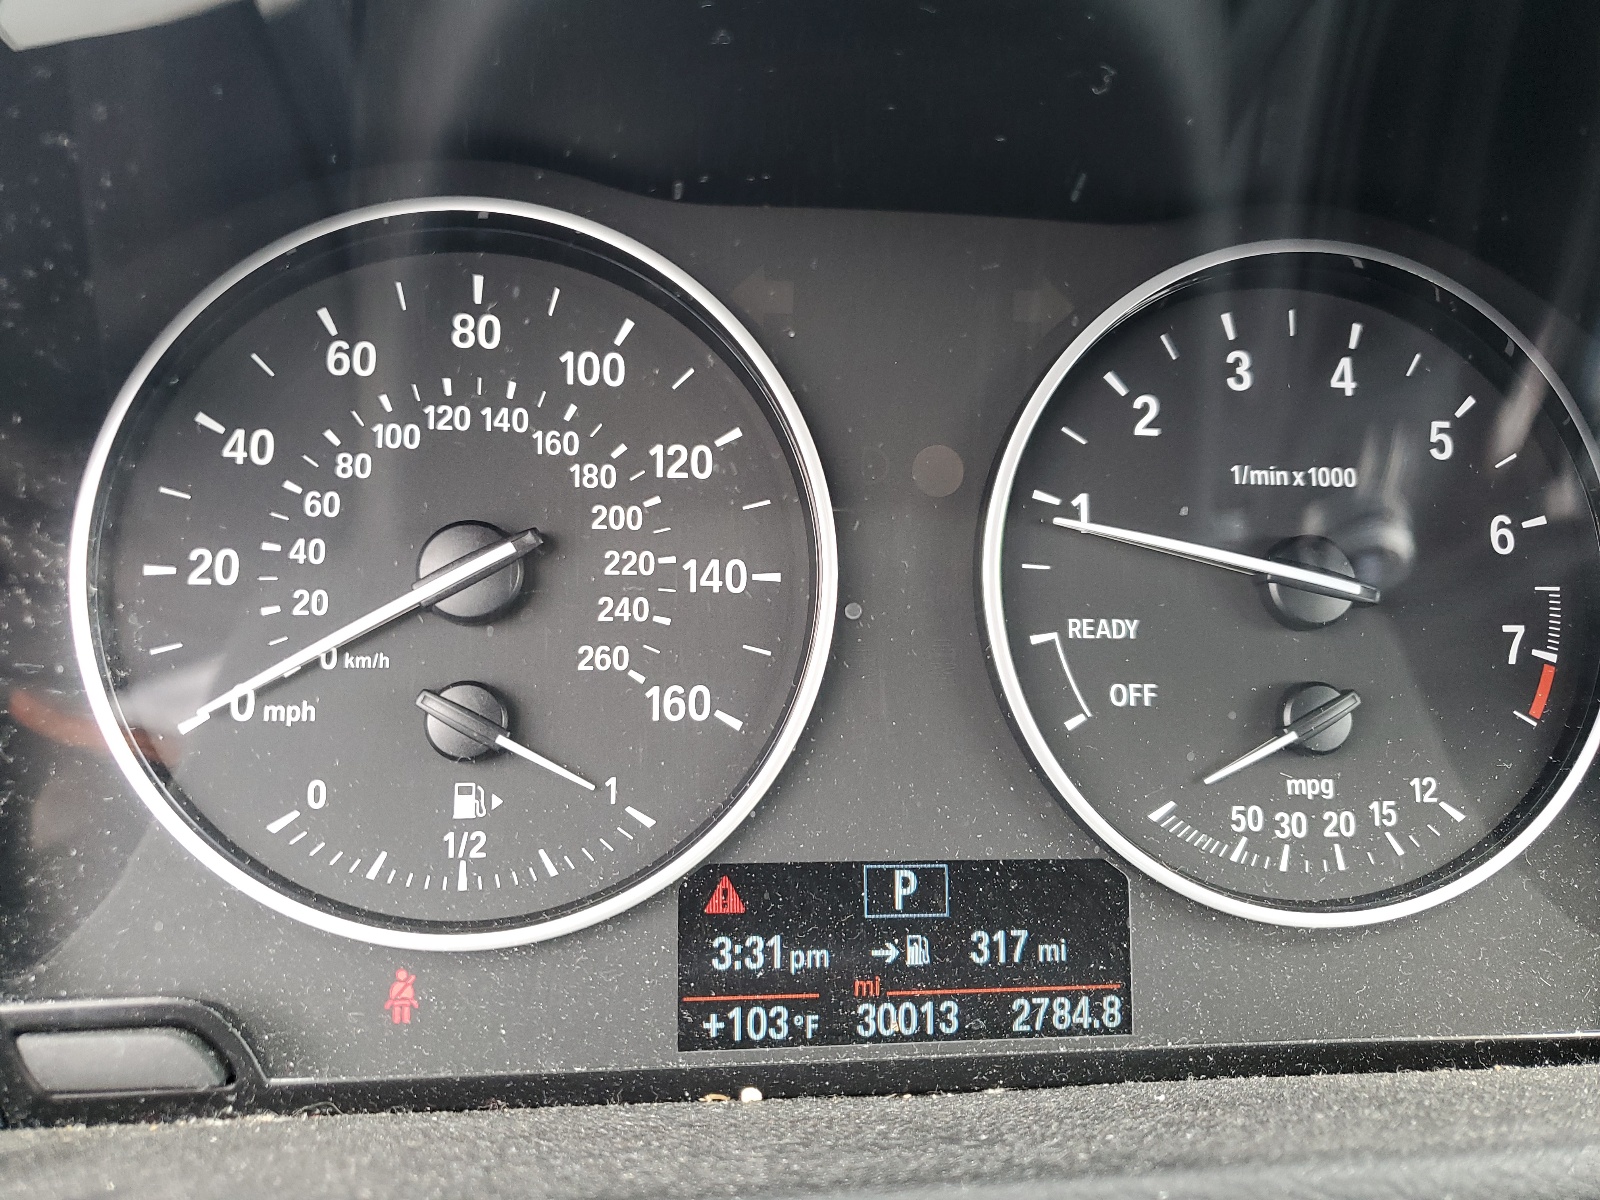 80
60
100
40
120
20
140
0 mph
160
120 140
100
160
80
180
60
200
40
220
20
240
0 km/h
260
0
1
1/2
3
4
2
5
1/min x 1000
1
6
READY
7
OFF
mpg
50 30 20 15 12
P
3:31 pm
317 mi
mi
+103°F 30013 2784.8